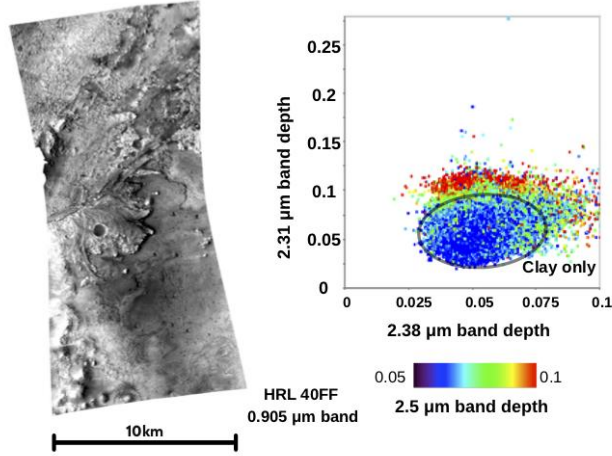 0.25
0.2
0.15
0.1
0.05
0
2.31 µm band depth
Clay only
0 0.025 0.05 0.075 0.1
2.38 µm band depth
0.05 0.1
2.5 µm band depth
HRL 40FF
0.905 µm band
10km